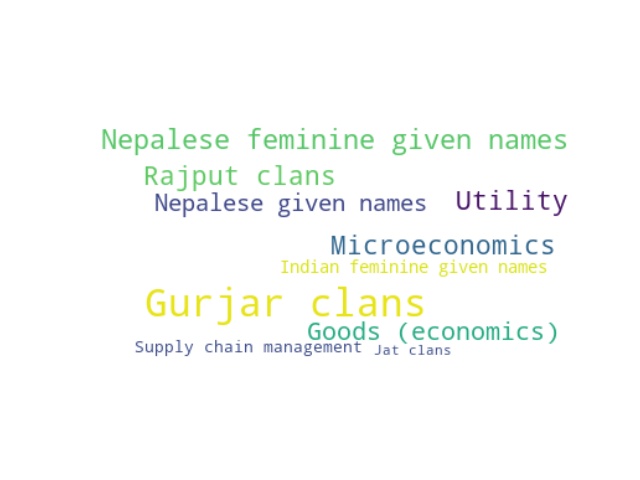 Nepalese feminine given names
Rajput clans
Nepalese given names
Utility
Microeconomics
Indian feminine given names
Gurjar clans
Goods (economics)
Supply chain management
Jat clans